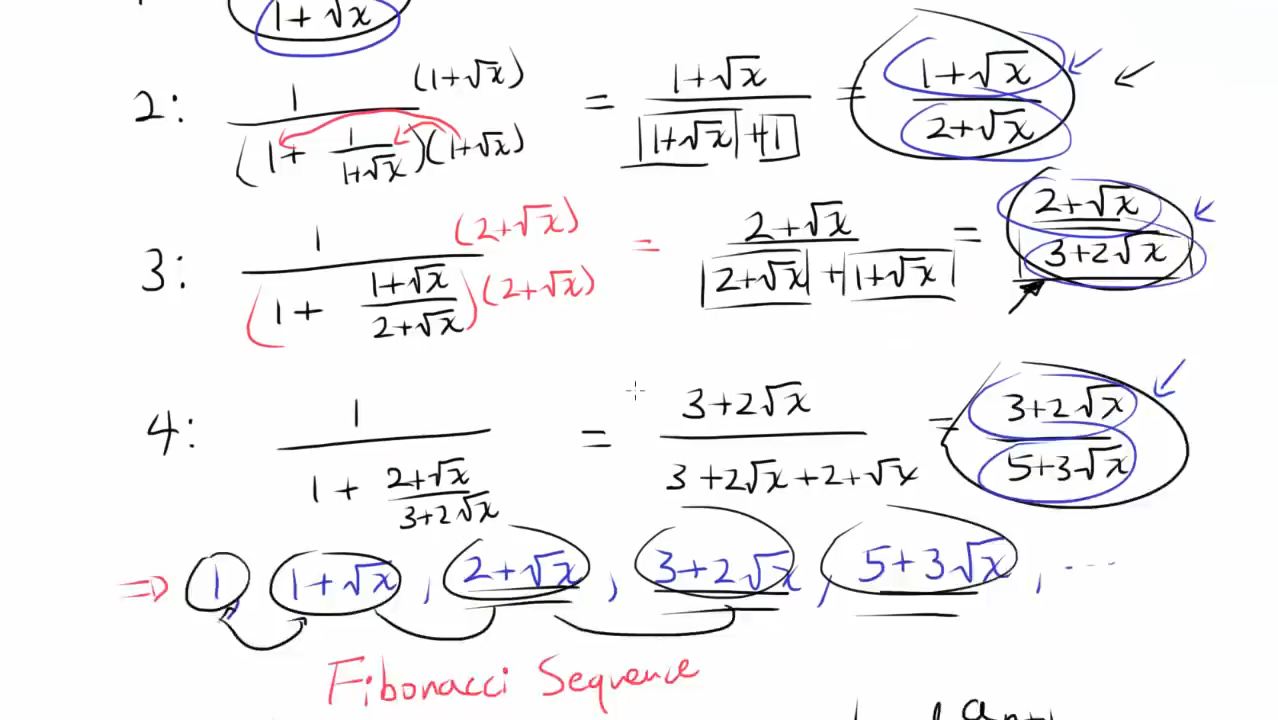 1+√x
2: 1/(1+ 1/(1+√x)) (1+√x)/(1+√x) = (1+√x)/(1+√x+1) = (1+√x)/(2+√x)
3: 1/(1+ (1+√x)/(2+√x)) (2+√x)/(2+√x) = (2+√x)/(2+√x+1+√x) = (2+√x)/(3+2√x)
4: 1/(1+ (2+√x)/(3+2√x)) = (3+2√x)/(3+2√x+2+√x) = (3+2√x)/(5+3√x)
⇒ 1, 1+√x, 2+√x, 3+2√x, 5+3√x, ...
Fibonacci Sequence